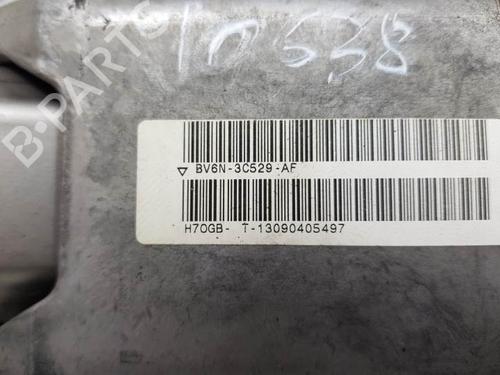 10538
BV6N-3C529-AF
H70GB- T-13090405497
B-PARTS